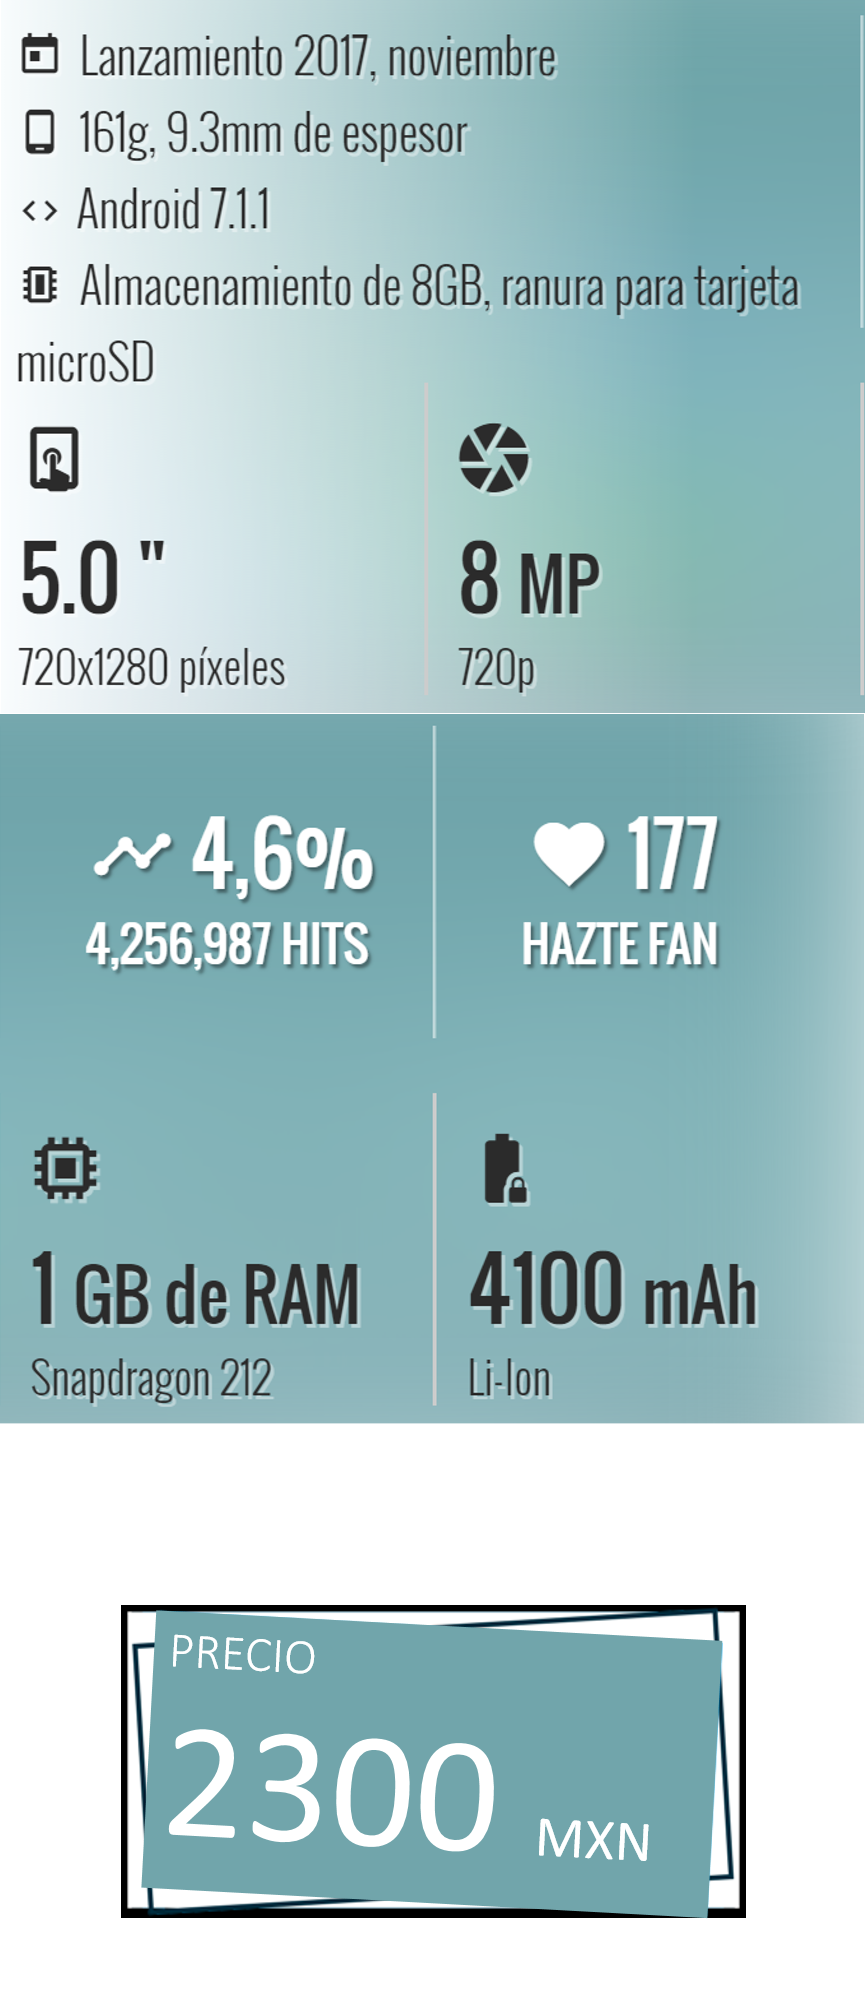 Lanzamiento 2017, noviembre
161g, 9.3mm de espesor
Android 7.1.1
Almacenamiento de 8GB, ranura para tarjeta
microSD
5.0 "
720x1280 píxeles
8 MP
720p
4,6%
4,256,987 HITS
177
HAZTE FAN
1 GB de RAM
Snapdragon 212
4100 mAh
Li-Ion
PRECIO
2300 MXN